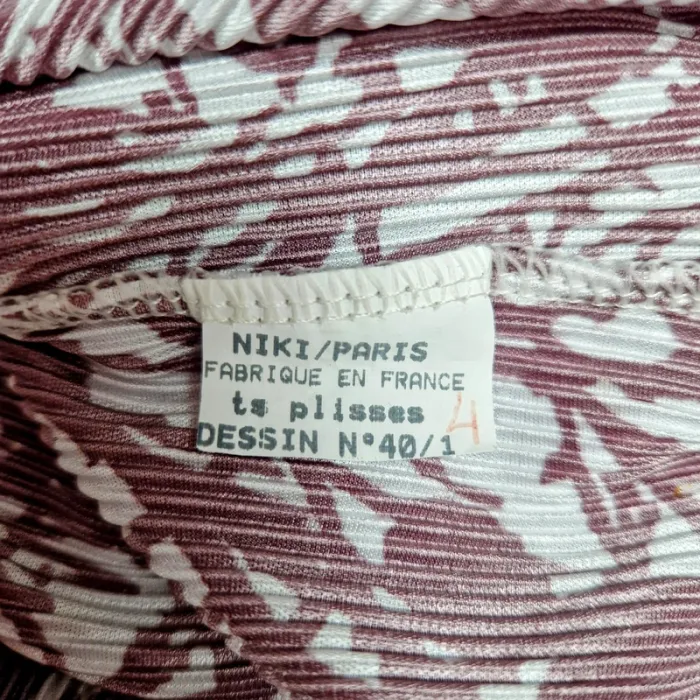 NIKI/PARIS
FABRIQUE EN FRANCE
ts plisses
DESSIN N°40/1
4